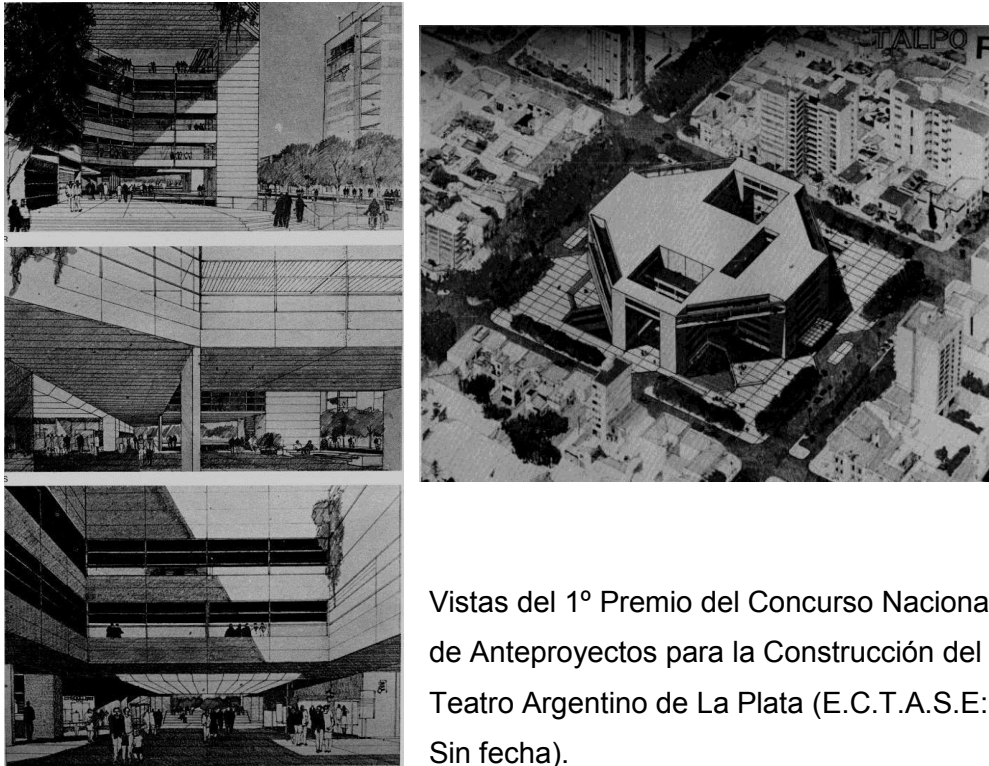 TALPO
R
S
Vistas del 1º Premio del Concurso Naciona
de Anteproyectos para la Construcción del
Teatro Argentino de La Plata (E.C.T.A.S.E:
Sin fecha).